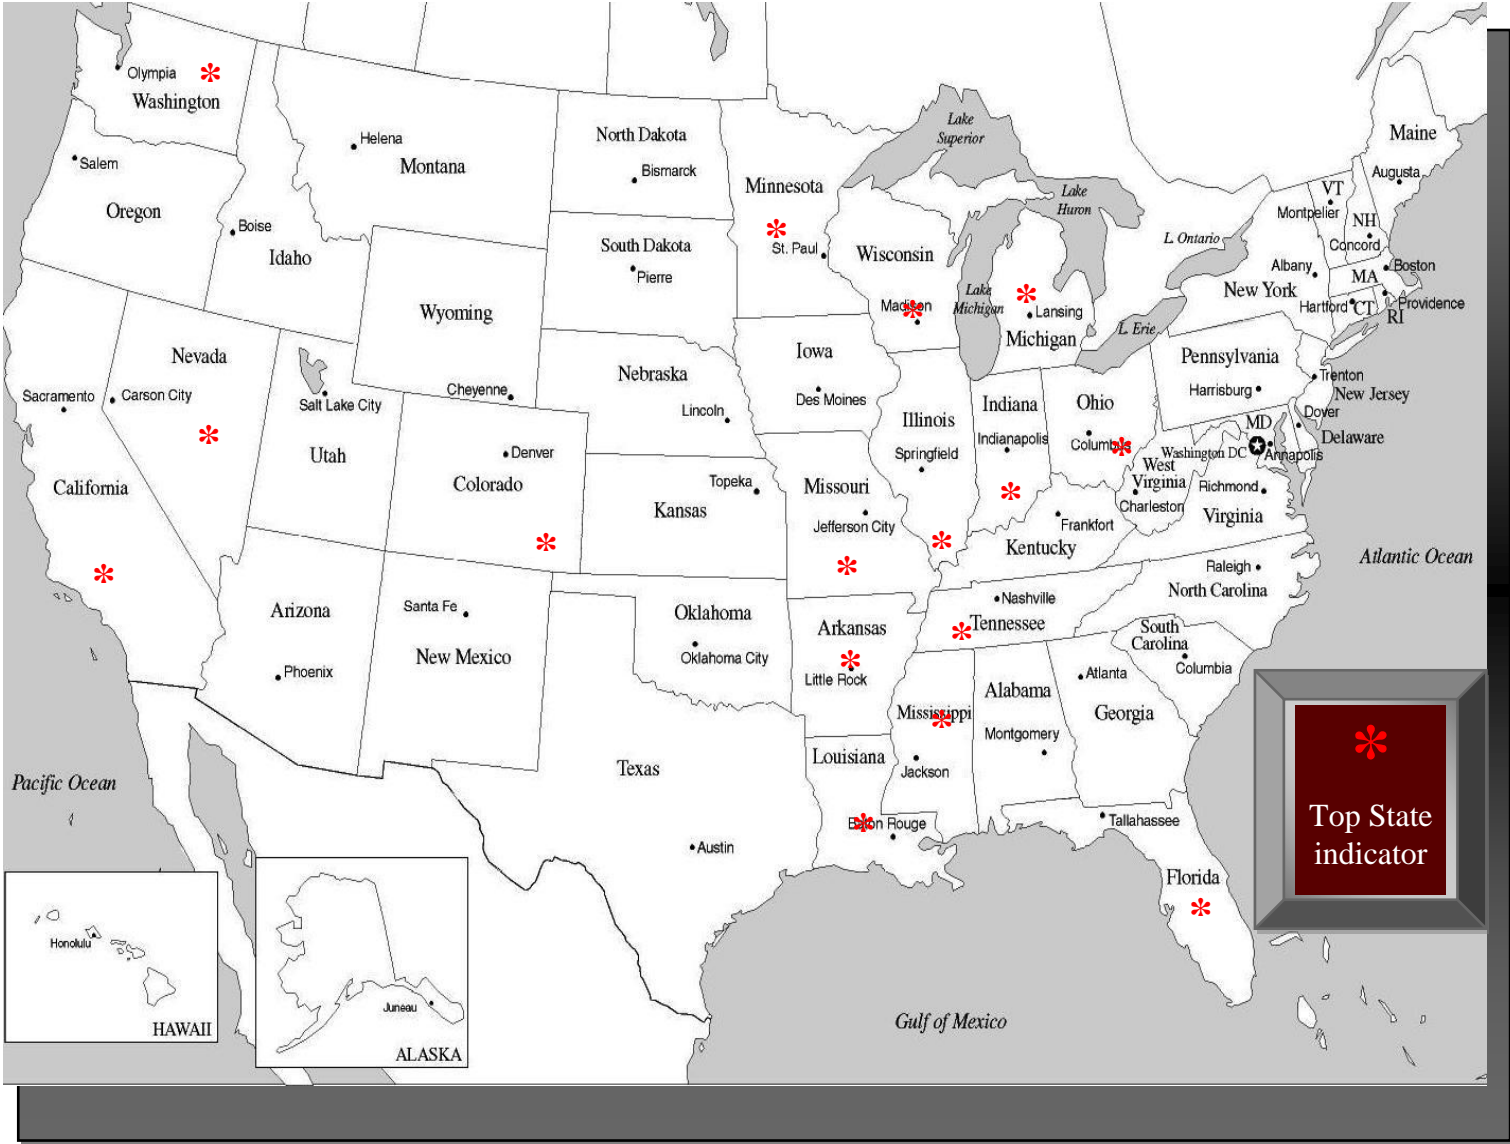 Olympia
Washington
Salem
Oregon
Helena
Montana
Boise
Idaho
North Dakota
Bismarck
South Dakota
Pierre
Minnesota
St. Paul
Lake
Superior
Wisconsin
Madison
Lake
Michigan
Lake
Huron
Lansing
Michigan
L. Erie
L. Ontario
Maine
Augusta
VT
Montpelier
NH
Concord
Albany
New York
Boston
MA
Hartford
CT
Providence
RI
Wyoming
Cheyenne
Nevada
Carson City
Sacramento
California
Salt Lake City
Utah
Denver
Colorado
Nebraska
Lincoln
Iowa
Des Moines
Topeka
Kansas
Missouri
Jefferson City
Illinois
Springfield
Indiana
Indianapolis
Ohio
Columbus
Pennsylvania
Harrisburg
Trenton
New Jersey
Dover
Delaware
MD
Annapolis
Washington DC
West
Virginia
Charleston
Richmond
Virginia
Frankfort
Kentucky
Raleigh
North Carolina
Nashville
Tennessee
South
Carolina
Columbia
Atlantic Ocean
Arizona
Phoenix
Santa Fe
New Mexico
Oklahoma
Oklahoma City
Arkansas
Little Rock
Mississippi
Jackson
Alabama
Montgomery
Atlanta
Georgia
Louisiana
Baton Rouge
Texas
Austin
Tallahassee
Florida
Pacific Ocean
Gulf of Mexico
Honolulu
HAWAII
Juneau
ALASKA
* 
Top State
indicator